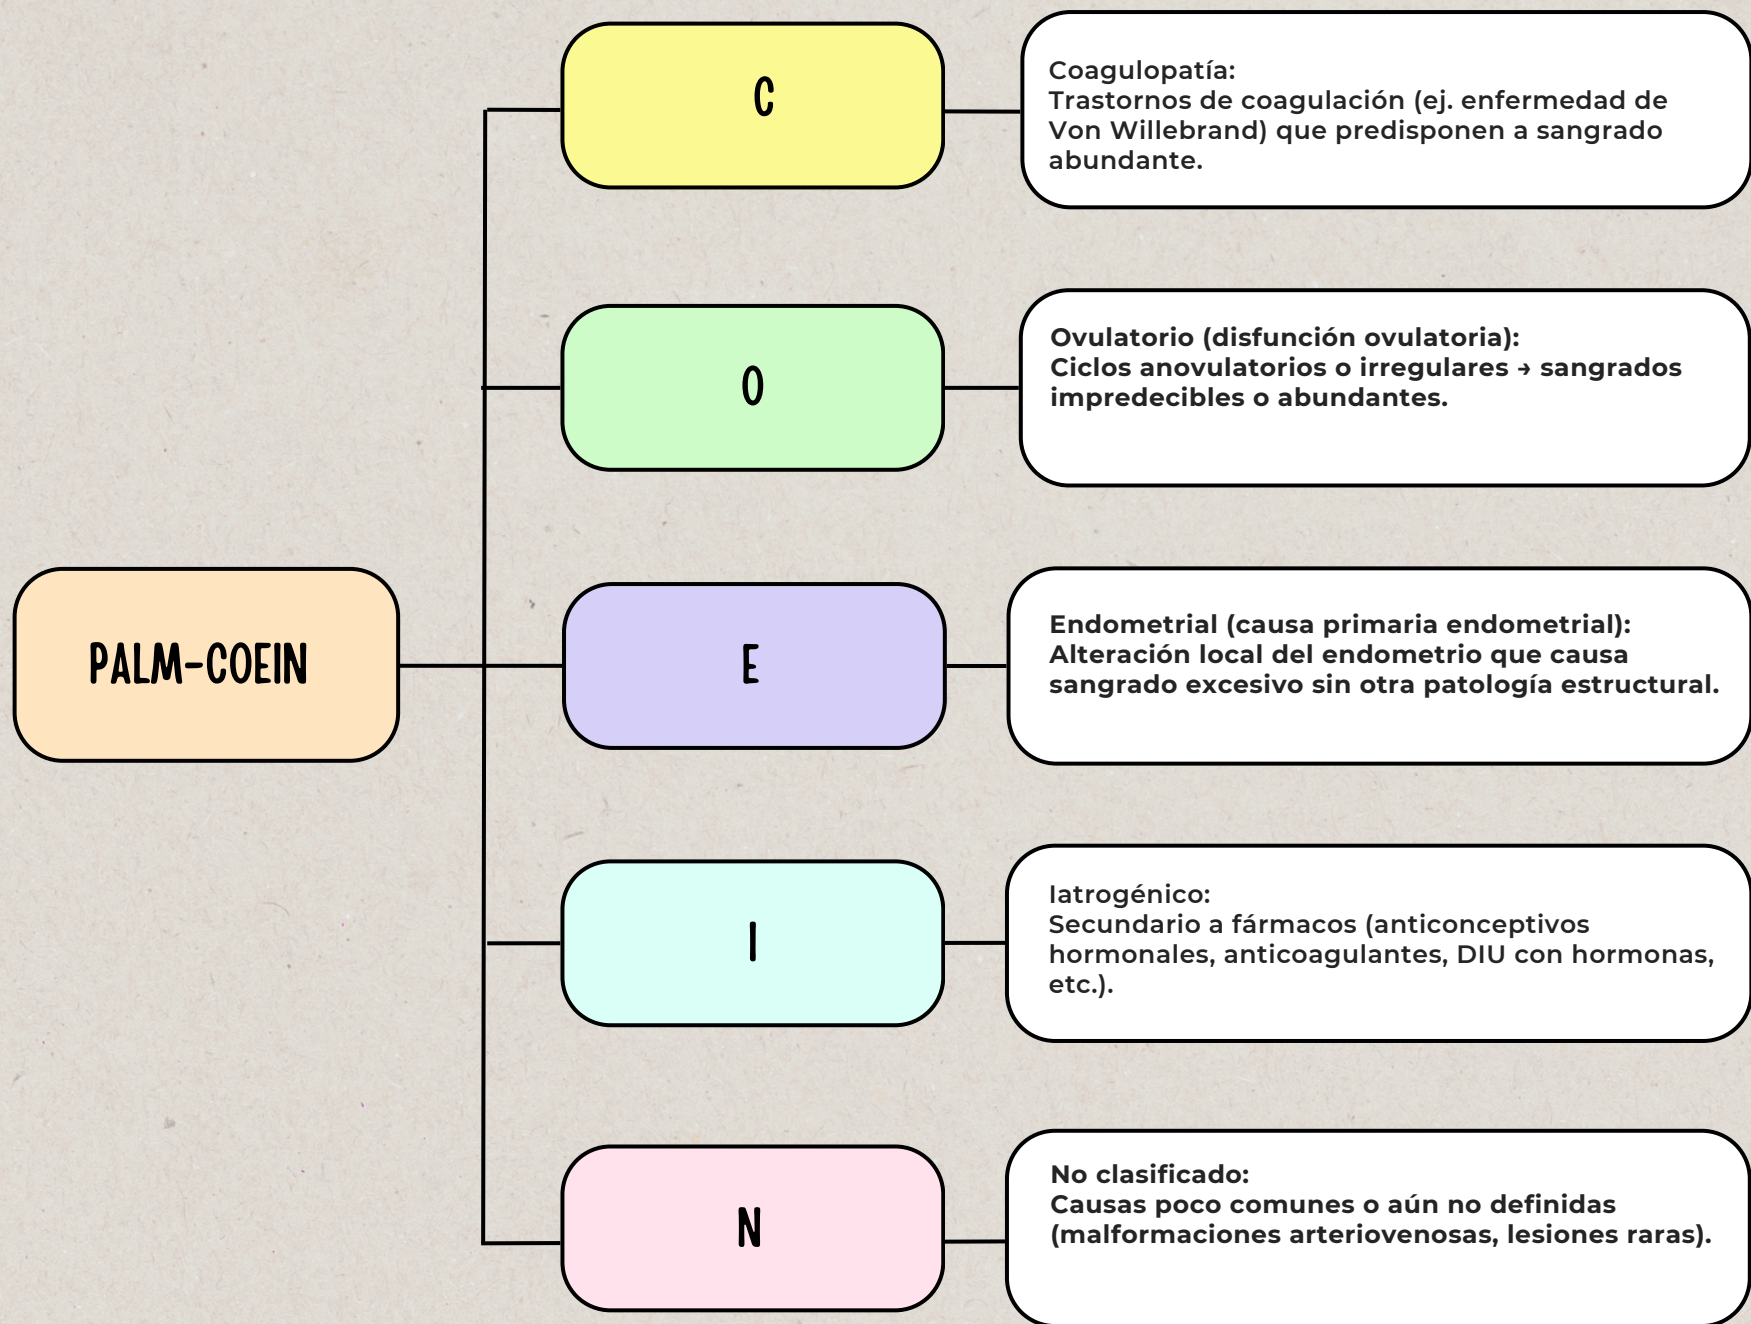 C
Coagulopatía:
Trastornos de coagulación (ej. enfermedad de
Von Willebrand) que predisponen a sangrado
abundante.
O
Ovulatorio (disfunción ovulatoria):
Ciclos anovulatorios o irregulares → sangrados
impredecibles o abundantes.
PALM-COEIN
E
Endometrial (causa primaria endometrial):
Alteración local del endometrio que causa
sangrado excesivo sin otra patología estructural.
I
Iatrogénico:
Secundario a fármacos (anticonceptivos
hormonales, anticoagulantes, DIU con hormonas,
etc.).
N
No clasificado:
Causas poco comunes o aún no definidas
(malformaciones arteriovenosas, lesiones raras).